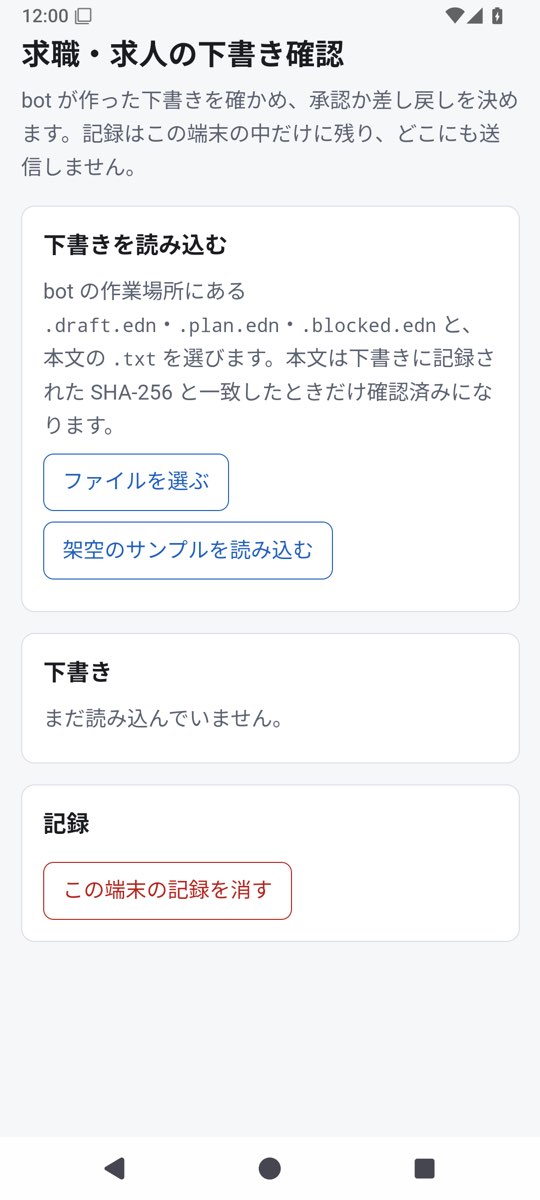 12:00
求職・求人の下書き確認
bot が作った下書きを確かめ、承認か差し戻しを決め
ます。記録はこの端末の中だけに残り、どこにも送
信しません。
下書きを読み込む
bot の作業場所にある
.draft.edn・.plan.edn・.blocked.edn と、
本文の .txt を選びます。本文は下書きに記録さ
れた SHA-256 と一致したときだけ確認済みにな
ります。
ファイルを選ぶ
架空のサンプルを読み込む
下書き
まだ読み込んでいません。
記録
この端末の記録を消す